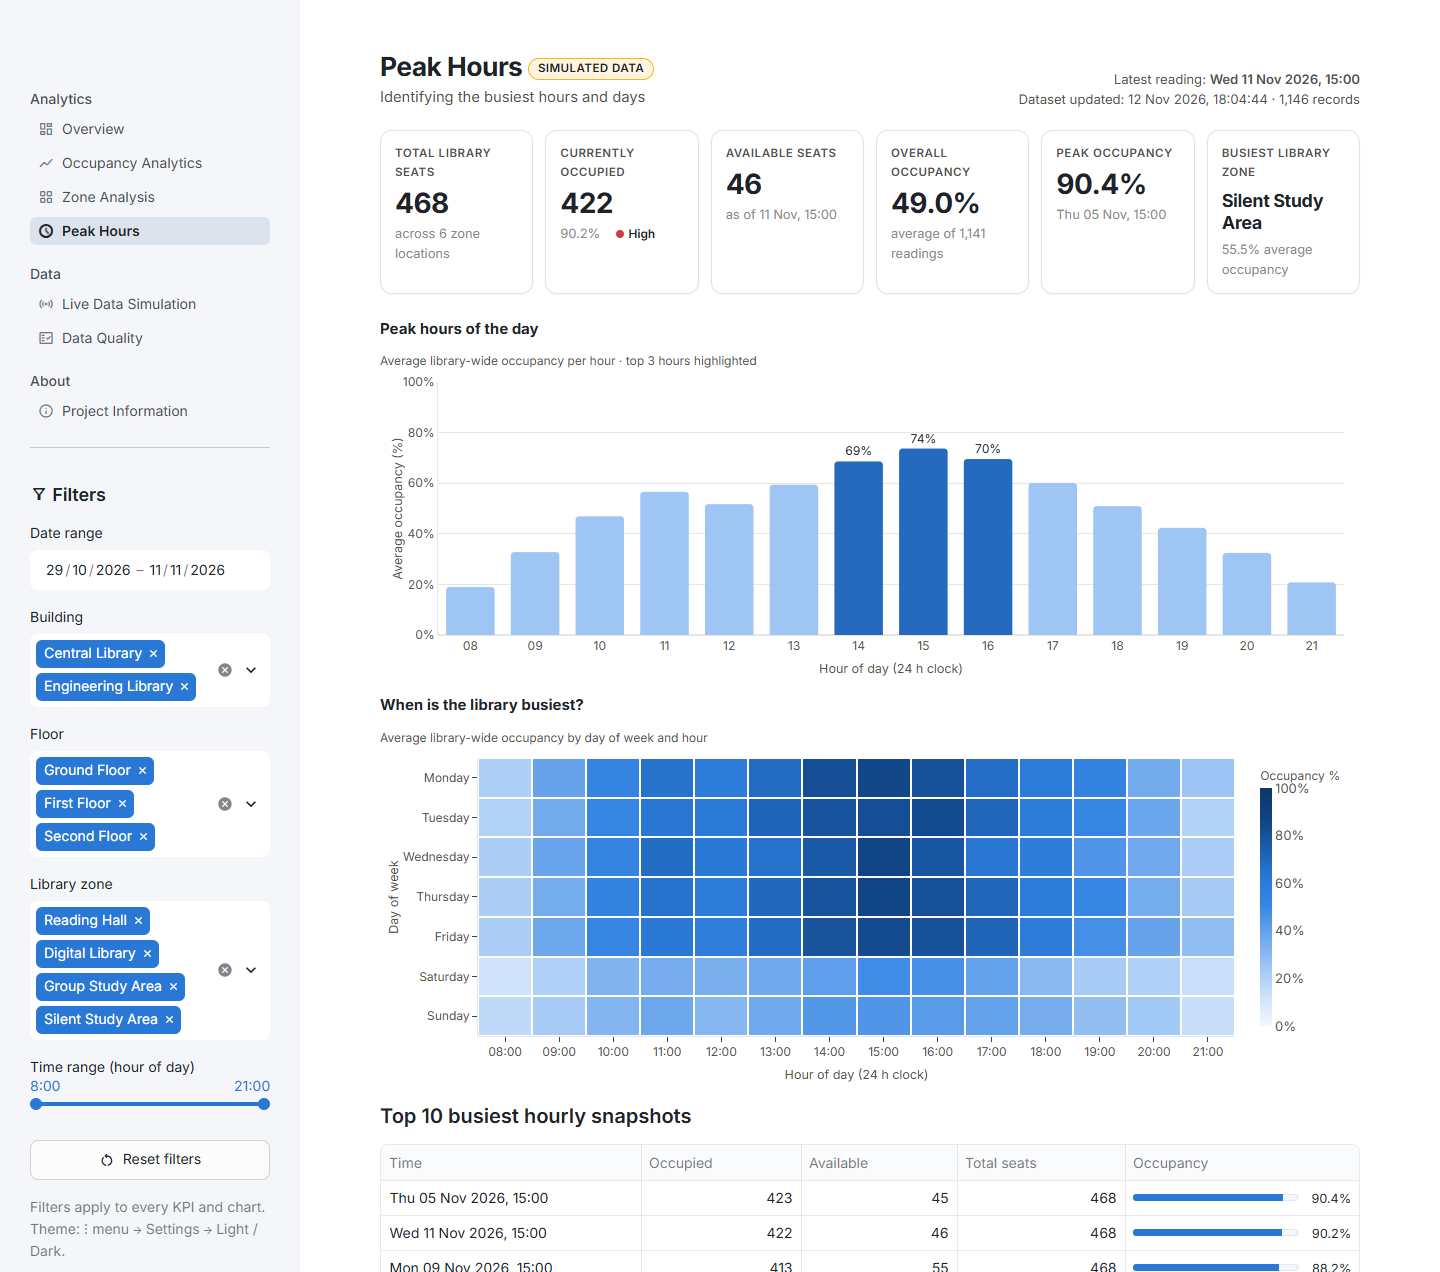 Analytics
Overview
Occupancy Analytics
Zone Analysis
Peak Hours
Data
Live Data Simulation
Data Quality
About
Project Information
Filters
Date range
29/10/2026 – 11/11/2026
Building
Central Library ×
Engineering Library ×
Floor
Ground Floor ×
First Floor ×
Second Floor ×
Library zone
Reading Hall ×
Digital Library ×
Group Study Area ×
Silent Study Area ×
Time range (hour of day)
8:00 21:00
Reset filters
Filters apply to every KPI and chart.
Theme: ⋮ menu → Settings → Light /
Dark.
Peak Hours SIMULATED DATA
Identifying the busiest hours and days
Latest reading: Wed 11 Nov 2026, 15:00
Dataset updated: 12 Nov 2026, 18:04:44 · 1,146 records
TOTAL LIBRARY
SEATS
468
across 6 zone
locations
CURRENTLY
OCCUPIED
422
90.2% High
AVAILABLE SEATS
46
as of 11 Nov, 15:00
OVERALL
OCCUPANCY
49.0%
average of 1,141
readings
PEAK OCCUPANCY
90.4%
Thu 05 Nov, 15:00
BUSIEST LIBRARY
ZONE
Silent Study
Area
55.5% average
occupancy
Peak hours of the day
Average library-wide occupancy per hour · top 3 hours highlighted
Average occupancy (%)
100%
80%
60%
40%
20%
0%
69% 74% 70%
08 09 10 11 12 13 14 15 16 17 18 19 20 21
Hour of day (24 h clock)
When is the library busiest?
Average library-wide occupancy by day of week and hour
Day of week
Monday
Tuesday
Wednesday
Thursday
Friday
Saturday
Sunday
08:00 09:00 10:00 11:00 12:00 13:00 14:00 15:00 16:00 17:00 18:00 19:00 20:00 21:00
Hour of day (24 h clock)
Occupancy %
100%
80%
60%
40%
20%
0%
Top 10 busiest hourly snapshots
Time Occupied Available Total seats Occupancy
Thu 05 Nov 2026, 15:00 423 45 468 90.4%
Wed 11 Nov 2026, 15:00 422 46 468 90.2%
Mon 09 Nov 2026, 15:00 413 55 468 88.2%